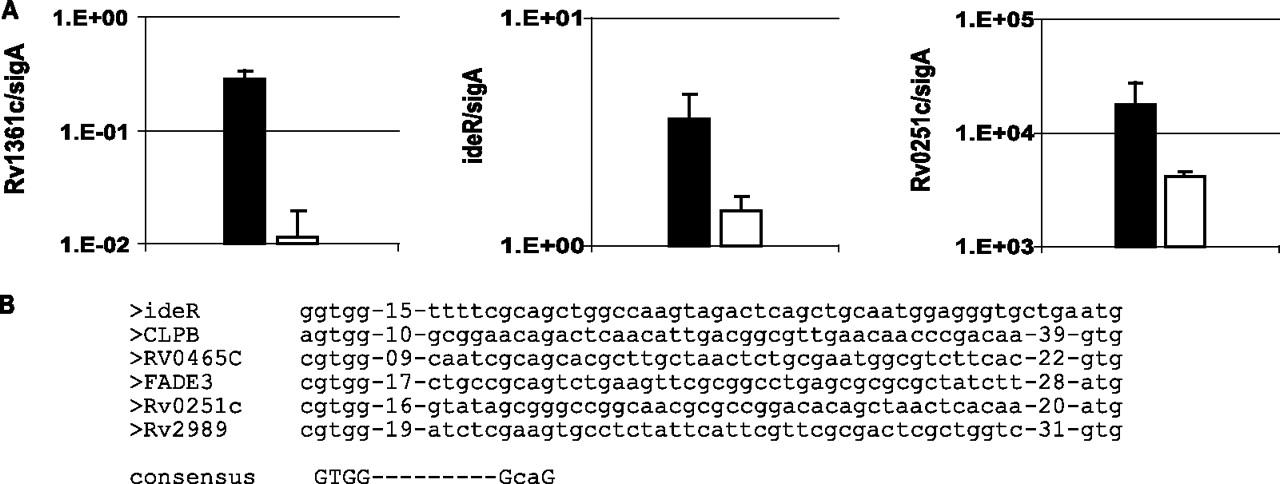 A
1.E+00
1.E-01
1.E-02
Rv1361c/sigA
1.E+01
1.E+00
ideR/sigA
1.E+05
1.E+04
1.E+03
Rv0251c/sigA
B
>ideR ggtgg-15-ttttcgcagctggccaagtagactcagctgcaatggagggtgctgaatg
>CLPB agtgg-10-gcggaacagactcaacattgacggcgttgaacaacccgacaa-39-gtg
>RV0465C cgtgg-09-caatcgcagcacgcttgctaactctgcgaatggcgtcttcac-22-gtg
>FADE3 cgtgg-17-ctgccgcagtctgaagttcgcggcctgagcgcgcgctatctt-28-atg
>Rv0251c cgtgg-16-gtatagcgggccggcaacgcgccggacacagctaactcacaa-20-atg
>Rv2989 cgtgg-19-atctcgaagtgcctctattcattcgttcgcgactcgctggtc-31-gtg
consensus GTGG---------GcaG